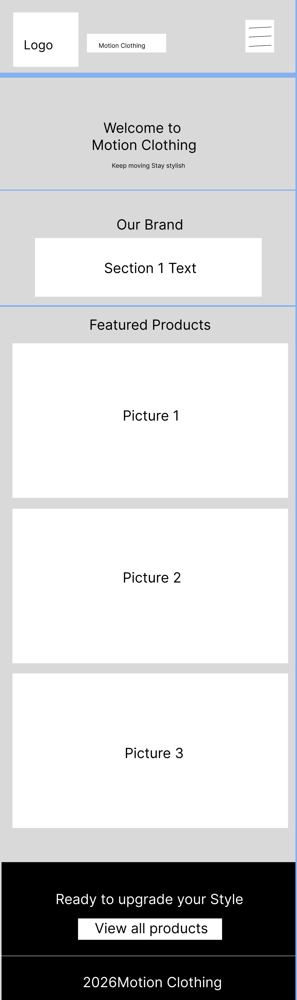 Logo
Motion Clothing
Welcome to
Motion Clothing
Keep moving Stay stylish
Our Brand
Section 1 Text
Featured Products
Picture 1
Picture 2
Picture 3
Ready to upgrade your Style
View all products
2026Motion Clothing